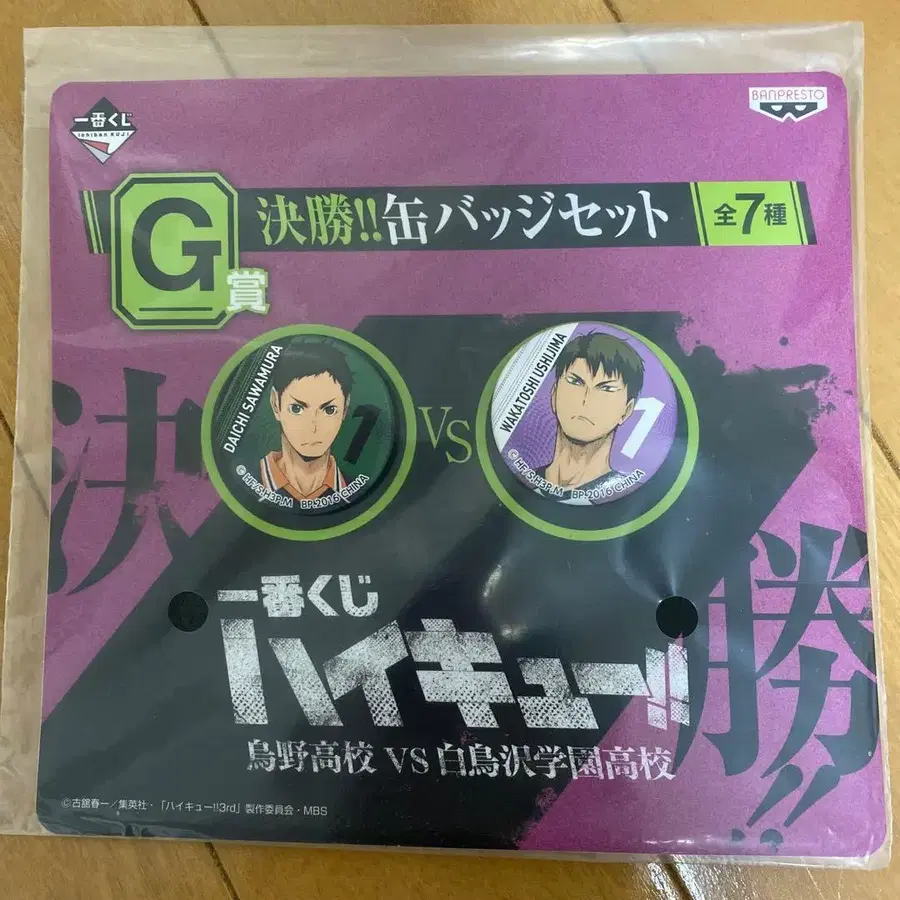 一番くじ
ICHIBAN KUJI
BANPRESTO
G賞
決勝!!缶バッジセット
全7種
DAICHI SAWAMURA
1
©HF/S,H3P,M BP-2016 CHINA
VS
WAKATOSHI USHIJIMA
1
©HF/S,H3P,M BP-2016 CHINA
決勝!!
一番くじ
ハイキュー!!
烏野高校 VS 白鳥沢学園高校
©古舘春一/集英社・「ハイキュー!!3rd」製作委員会・MBS